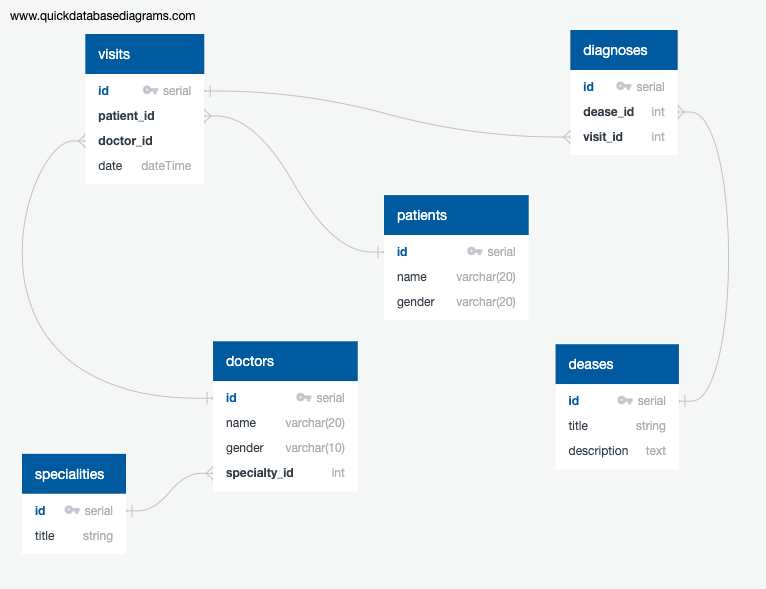 www.quickdatabasediagrams.com
visits
id serial
patient_id
doctor_id
date dateTime
diagnoses
id serial
dease_id int
visit_id int
patients
id serial
name varchar(20)
gender varchar(20)
doctors
id serial
name varchar(20)
gender varchar(10)
specialty_id int
deases
id serial
title string
description text
specialities
id serial
title string